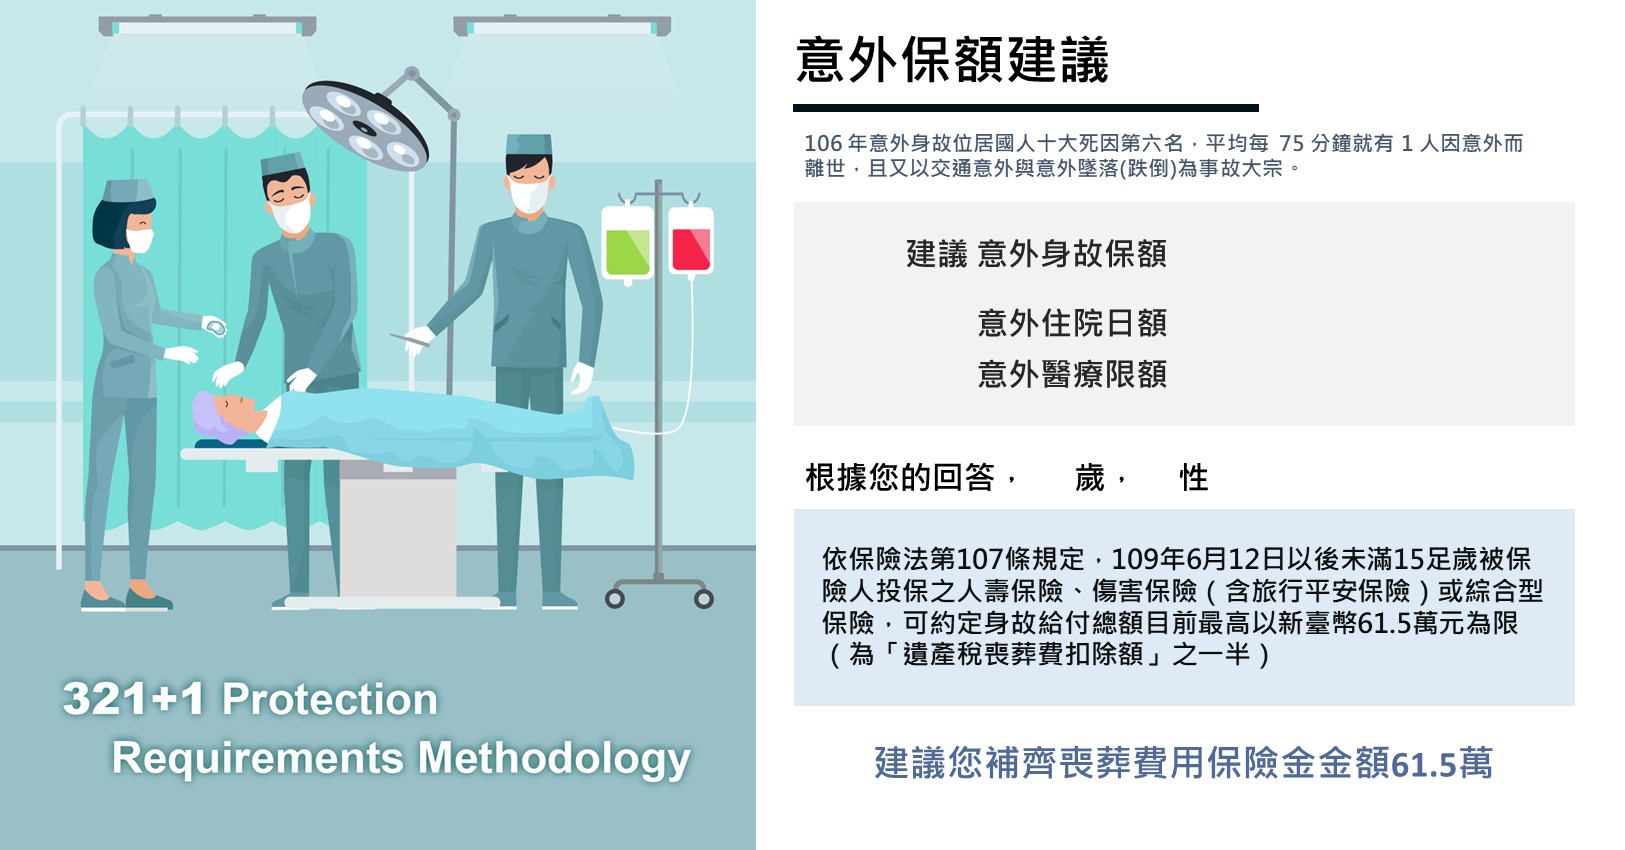 321+1 Protection
Requirements Methodology
意外保額建議
106 年意外身故位居國人十大死因第六名，平均每 75 分鐘就有 1 人因意外而
離世，且又以交通意外與意外墜落(跌倒)為事故大宗。
建議 意外身故保額
意外住院日額
意外醫療限額
根據您的回答， 歲， 性
依保險法第107條規定，109年6月12日以後未滿15足歲被保
險人投保之人壽保險、傷害保險（含旅行平安保險）或綜合型
保險，可約定身故給付總額目前最高以新臺幣61.5萬元為限
（為「遺產稅喪葬費扣除額」之一半）
建議您補齊喪葬費用保險金金額61.5萬